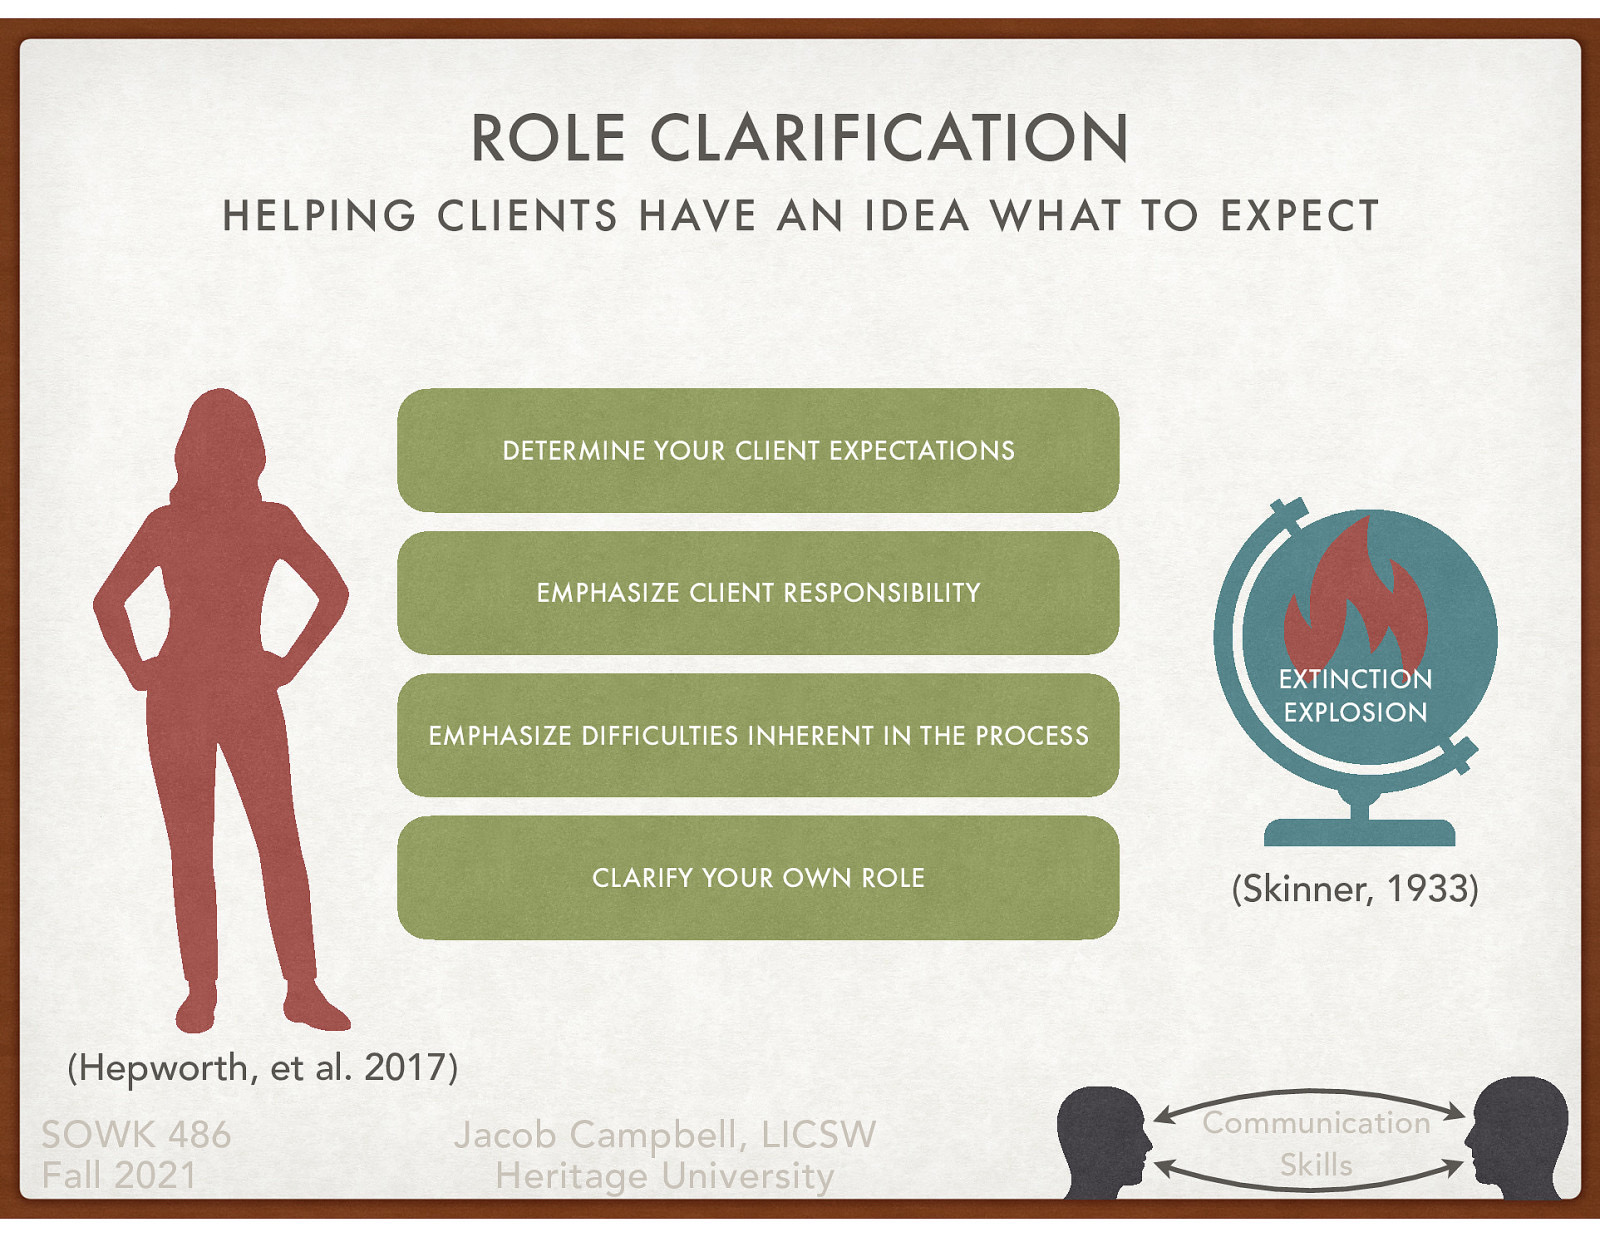 ROLE CLARIFICATION
HELPING CLIENTS HAVE AN IDEA WHAT TO EXPECT
DETERMINE YOUR CLIENT EXPECTATIONS
EMPHASIZE CLIENT RESPONSIBILITY
EMPHASIZE DIFFICULTIES INHERENT IN THE PROCESS
CLARIFY YOUR OWN ROLE
EXTINCTION
EXPLOSION
(Skinner, 1933)
(Hepworth, et al. 2017)
SOWK 486
Fall 2021
Jacob Campbell, LICSW
Heritage University
Communication
Skills